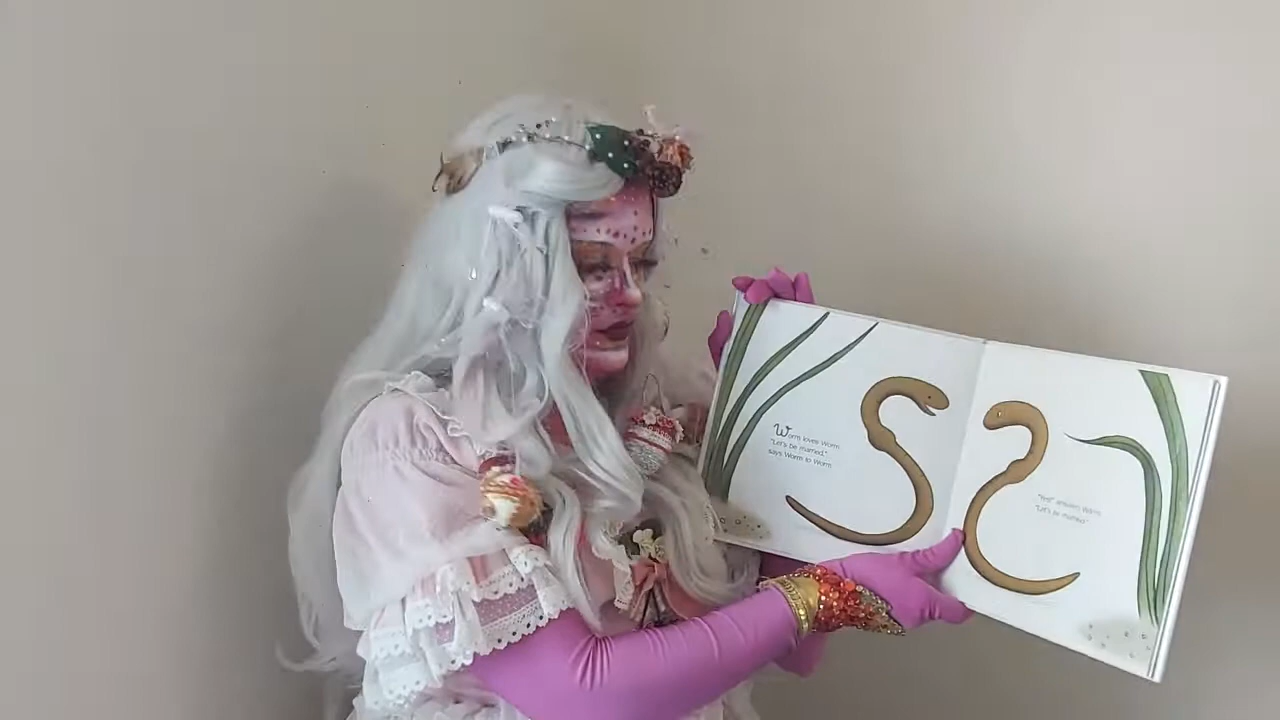 Worm loves Worm.
"Let's be married,"
says Worm to Worm.
"Yes!" answers Worm.
"Let's be married."